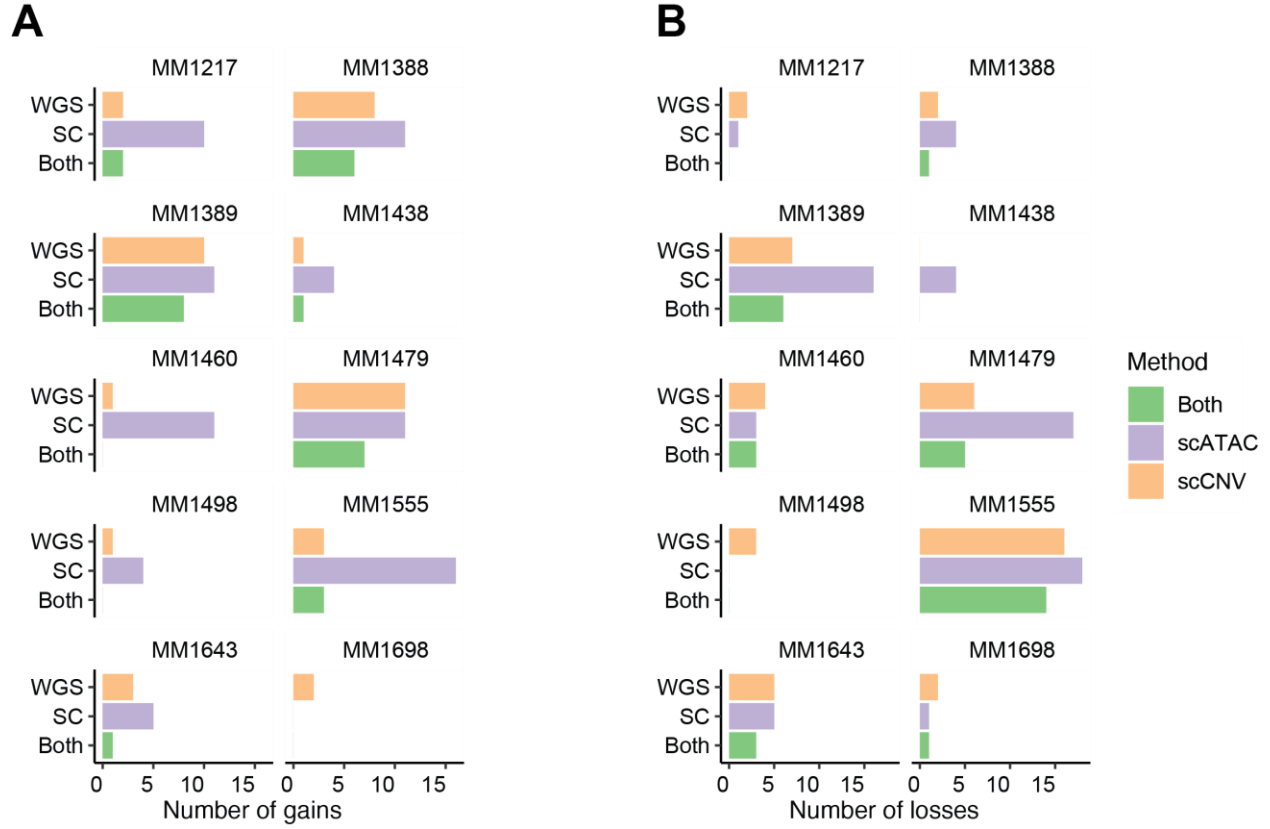 A
B
MM1217 MM1388 MM1217 MM1388
WGS WGS
SC SC
Both Both
MM1389 MM1438 MM1389 MM1438
WGS WGS
SC SC
Both Both
MM1460 MM1479 MM1460 MM1479
WGS WGS
SC SC
Both Both
Method
Both
scATAC
scCNV
MM1498 MM1555 MM1498 MM1555
WGS WGS
SC SC
Both Both
MM1643 MM1698 MM1643 MM1698
WGS WGS
SC SC
Both Both
0 5 10 15 0 5 10 15 0 5 10 15 0 5 10 15
Number of gains Number of losses